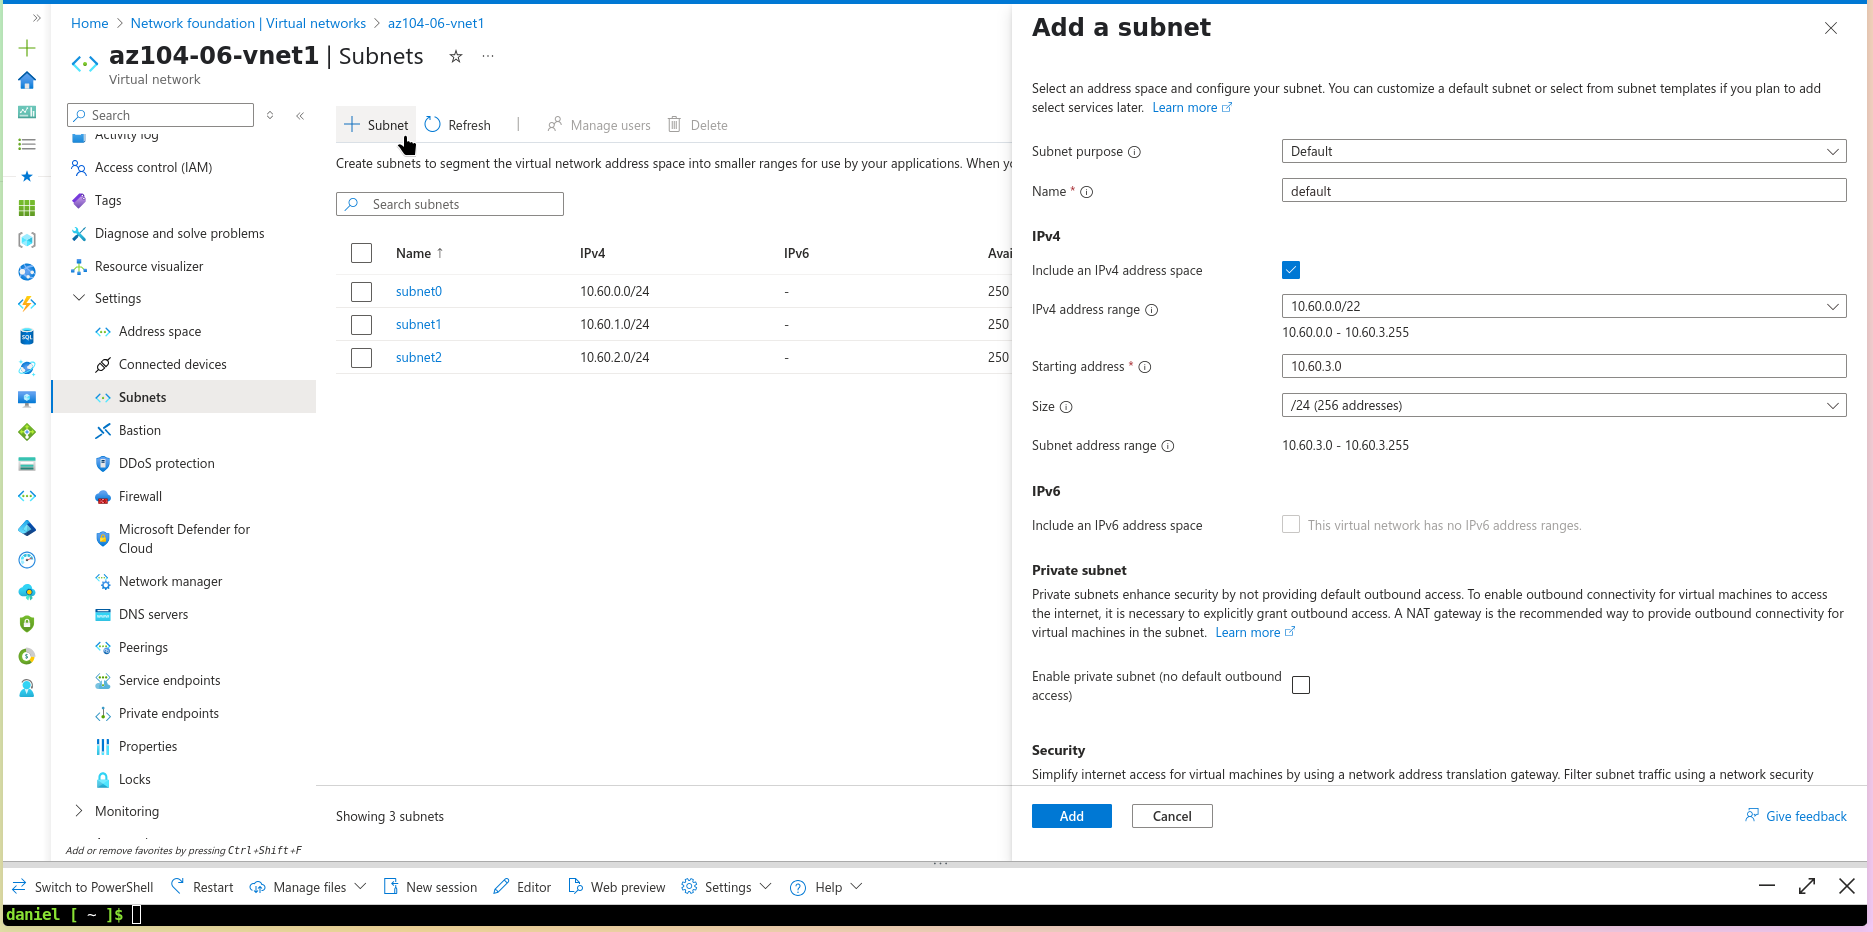 Home > Network foundation | Virtual networks > az104-06-vnet1
az104-06-vnet1 | Subnets
Virtual network
Search
Activity log
Access control (IAM)
Tags
Diagnose and solve problems
Resource visualizer
Settings
Address space
Connected devices
Subnets
Bastion
DDoS protection
Firewall
Microsoft Defender for
Cloud
Network manager
DNS servers
Peerings
Service endpoints
Private endpoints
Properties
Locks
Monitoring
Add or remove favorites by pressing Ctrl+Shift+F
Subnet Refresh | Manage users Delete
Create subnets to segment the virtual network address space into smaller ranges for use by your applications. When
Search subnets
Name ↑ IPv4 IPv6
subnet0 10.60.0.0/24 - 250
subnet1 10.60.1.0/24 - 250
subnet2 10.60.2.0/24 - 250
Showing 3 subnets
Add a subnet
Select an address space and configure your subnet. You can customize a default subnet or select from subnet templates if you plan to add
select services later. Learn more
Subnet purpose Default
Name * default
IPv4
Include an IPv4 address space
IPv4 address range 10.60.0.0/22
10.60.0.0 - 10.60.3.255
Starting address * 10.60.3.0
Size /24 (256 addresses)
Subnet address range 10.60.3.0 - 10.60.3.255
IPv6
Include an IPv6 address space This virtual network has no IPv6 address ranges.
Private subnet
Private subnets enhance security by not providing default outbound access. To enable outbound connectivity for virtual machines to access
the internet, it is necessary to explicitly grant outbound access. A NAT gateway is the recommended way to provide outbound connectivity for
virtual machines in the subnet. Learn more
Enable private subnet (no default outbound
access)
Security
Simplify internet access for virtual machines by using a network address translation gateway. Filter subnet traffic using a network security
Add Cancel Give feedback
Switch to PowerShell Restart Manage files New session Editor Web preview Settings Help
daniel [ ~ ]$